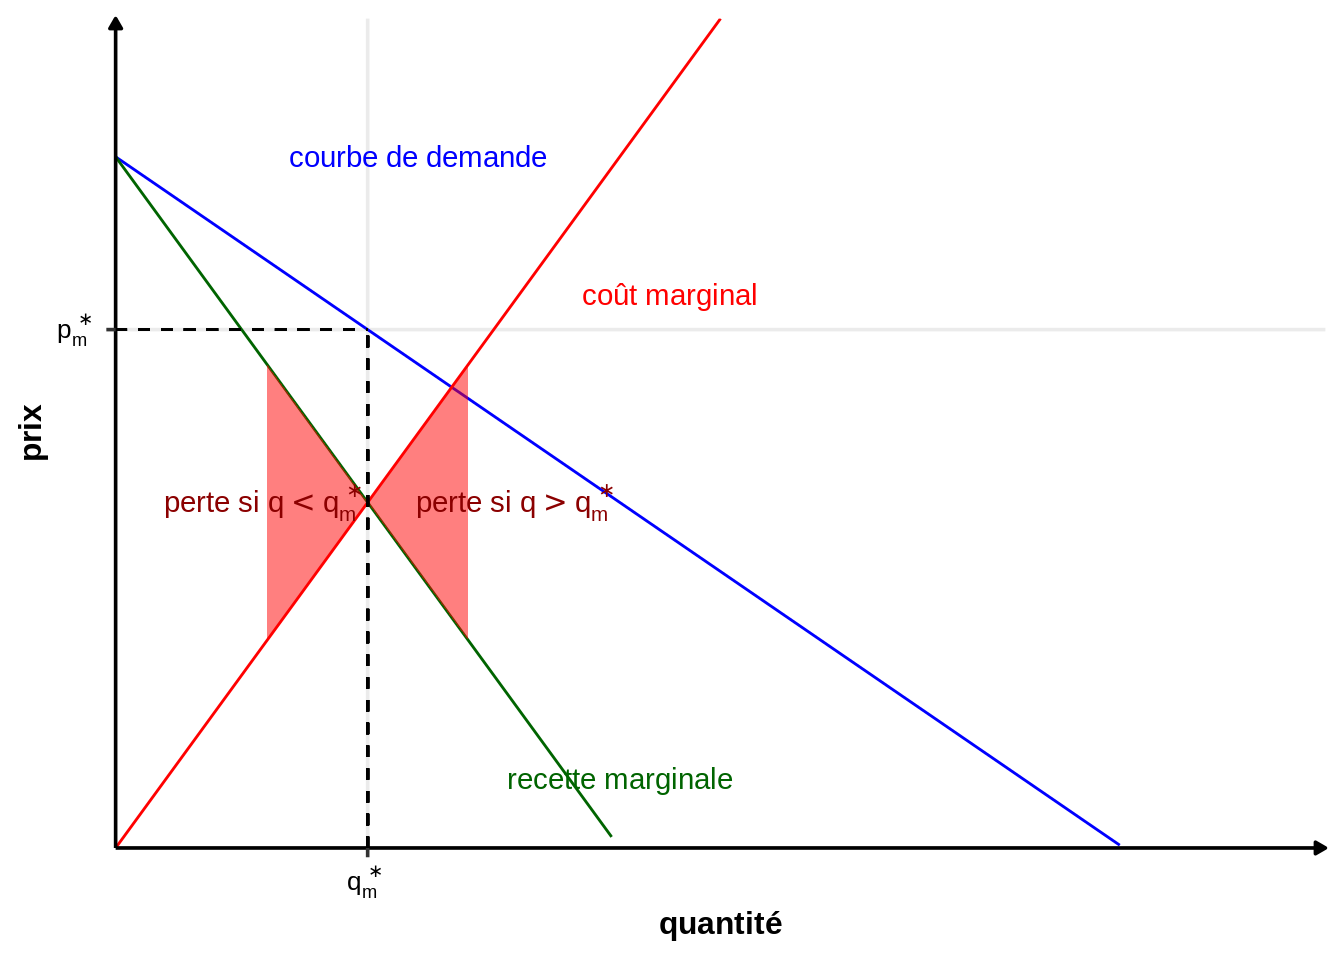 courbe de demande
coût marginal
p*m
prix
perte si q < q*m
perte si q > q*m
recette marginale
q*m
quantité